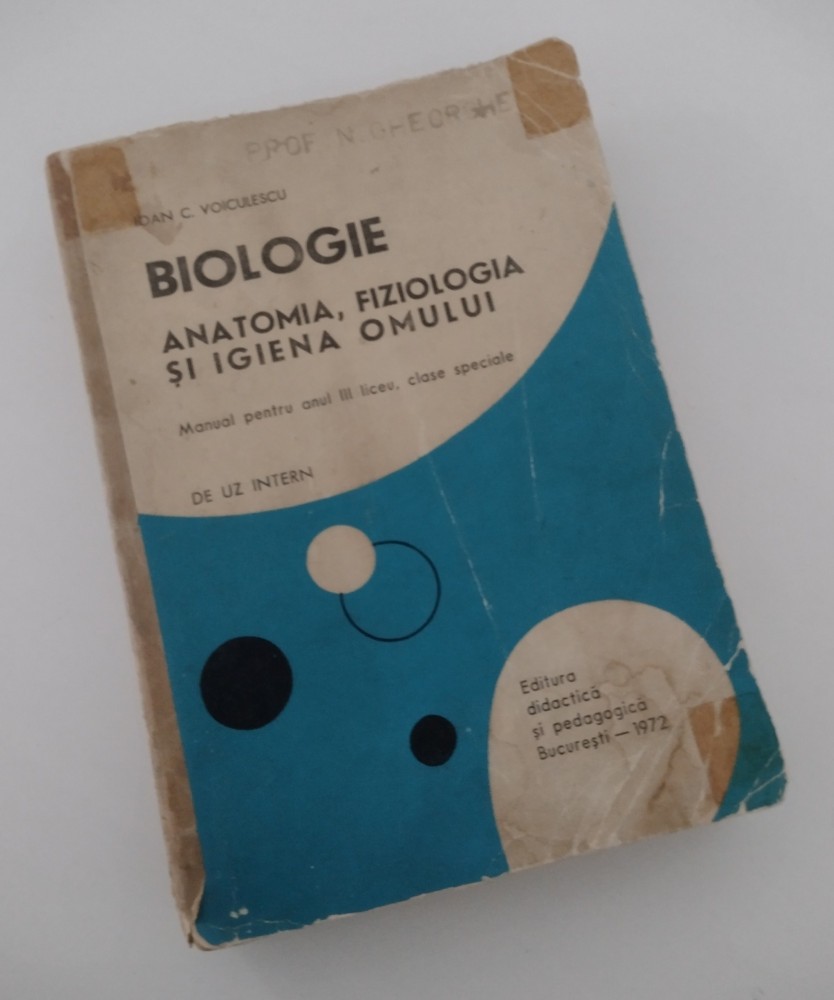 PROF N. GHEORGHE
IOAN C. VOICULESCU
BIOLOGIE
ANATOMIA, FIZIOLOGIA
ȘI IGIENA OMULUI
Manual pentru anul III liceu, clase speciale
DE UZ INTERN
Editura
didactică
și pedagogică
București — 1972